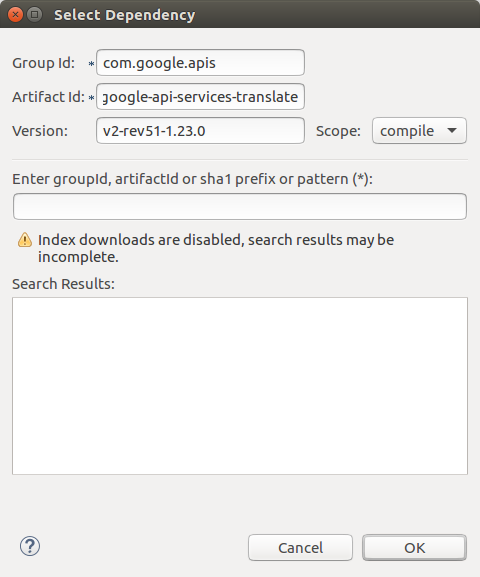 Select Dependency
Group Id: * com.google.apis
Artifact Id: * google-api-services-translate
Version: v2-rev51-1.23.0 Scope: compile
Enter groupId, artifactId or sha1 prefix or pattern (*):
Index downloads are disabled, search results may be
incomplete.
Search Results:
?
Cancel OK